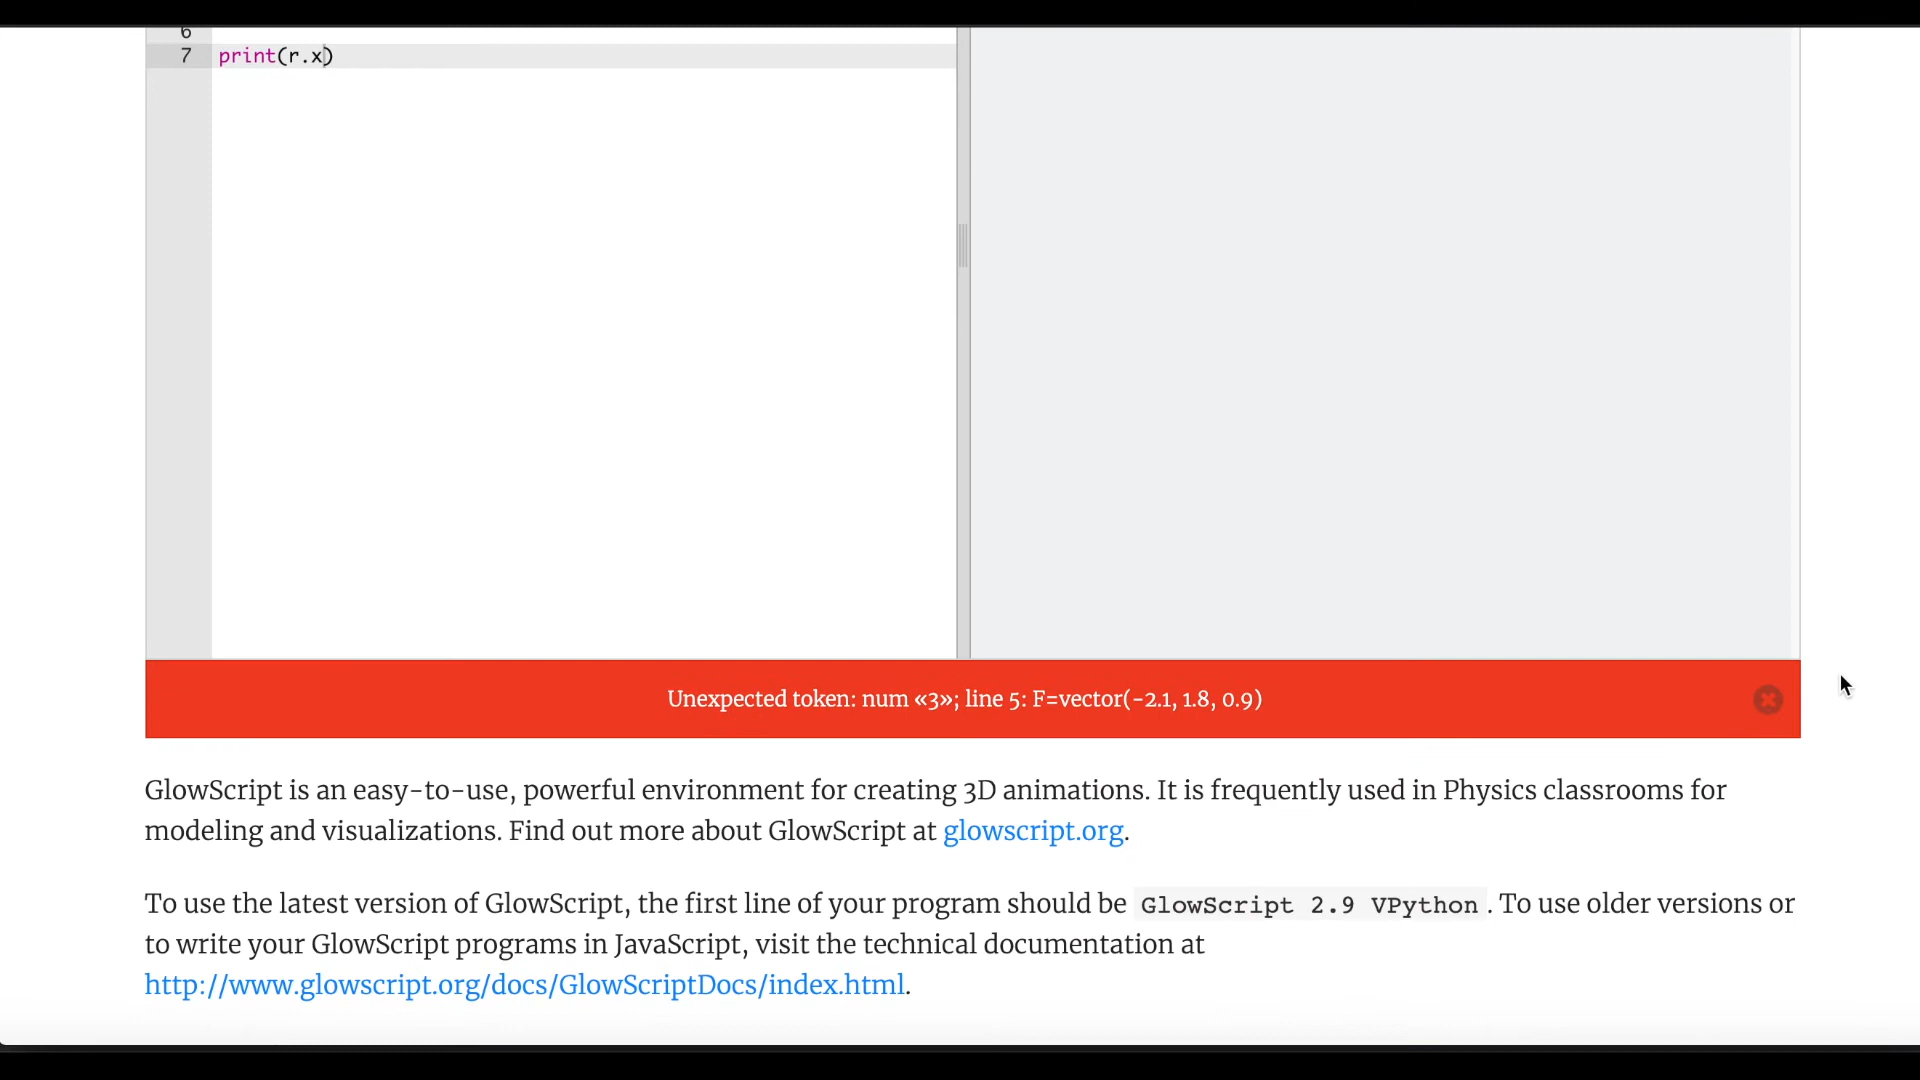 6
7 print(r.x)
Unexpected token: num «3»; line 5: F=vector(-2.1, 1.8, 0.9)
GlowScript is an easy-to-use, powerful environment for creating 3D animations. It is frequently used in Physics classrooms for
modeling and visualizations. Find out more about GlowScript at glowscript.org.
To use the latest version of GlowScript, the first line of your program should be GlowScript 2.9 VPython. To use older versions or
to write your GlowScript programs in JavaScript, visit the technical documentation at
http://www.glowscript.org/docs/GlowScriptDocs/index.html.